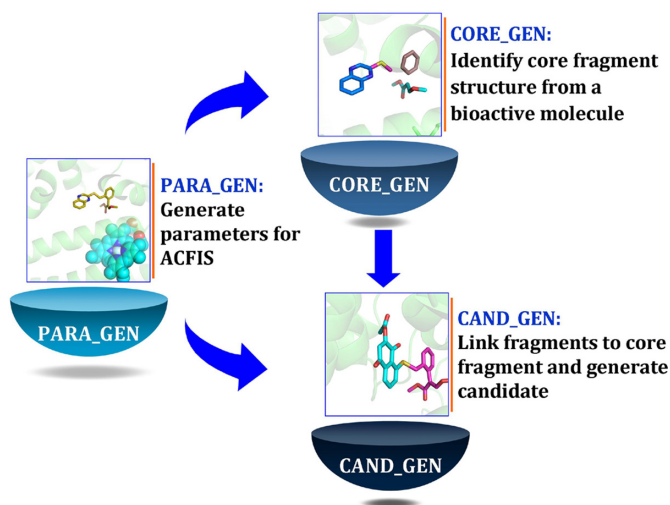 CORE_GEN:
Identify core fragment
structure from a
bioactive molecule
CORE_GEN
PARA_GEN:
Generate
parameters for
ACFIS
PARA_GEN
CAND_GEN:
Link fragments to core
fragment and generate
candidate
CAND_GEN